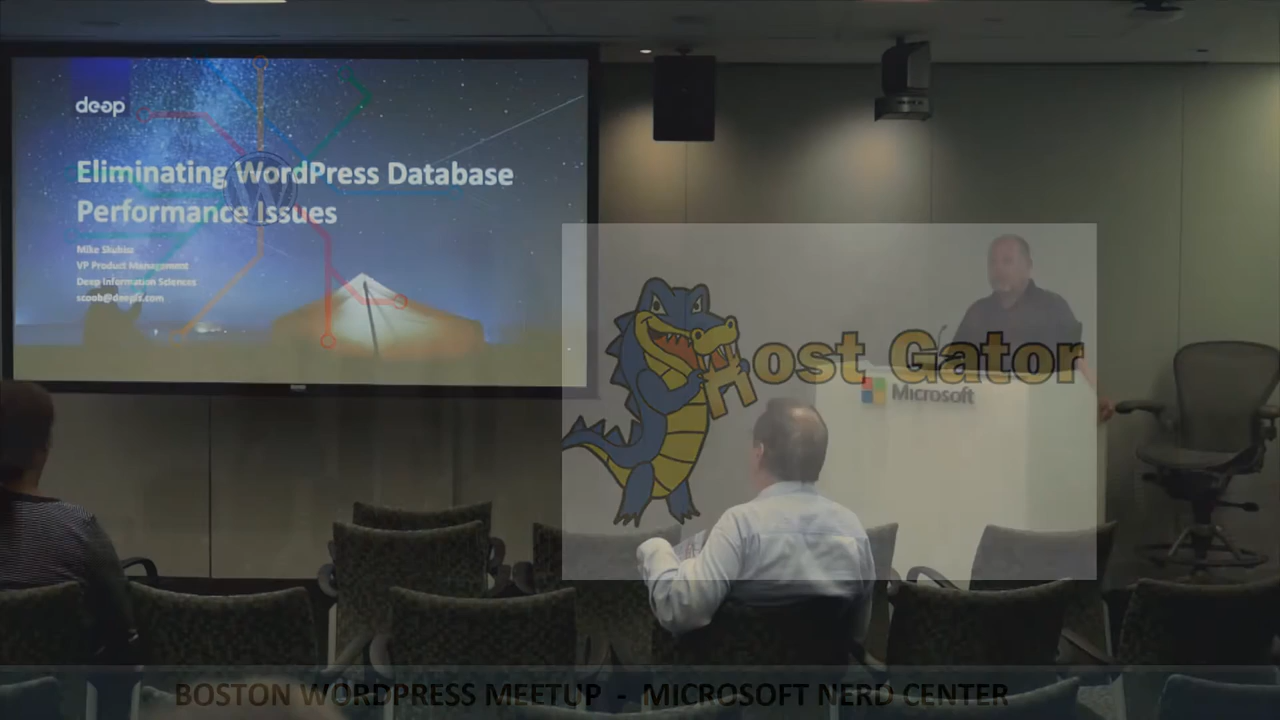 deep
Eliminating WordPress Database
Performance Issues
Mike Skubisz
VP Product Management
Deep Information Sciences
scoob@deepis.com
Host Gator
Microsoft
BOSTON WORDPRESS MEETUP - MICROSOFT NERD CENTER